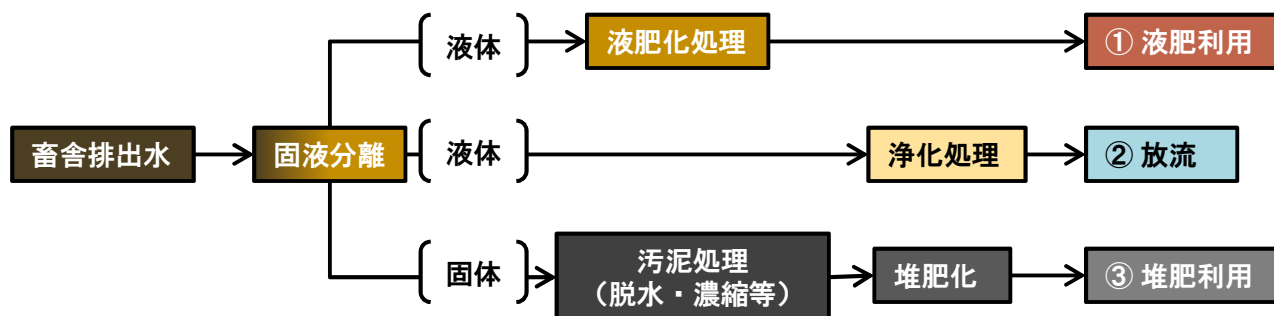 液体
液肥化処理
① 液肥利用
畜舎排出水
固液分離
液体
浄化処理
② 放流
固体
汚泥処理
（脱水・濃縮等）
堆肥化
③ 堆肥利用